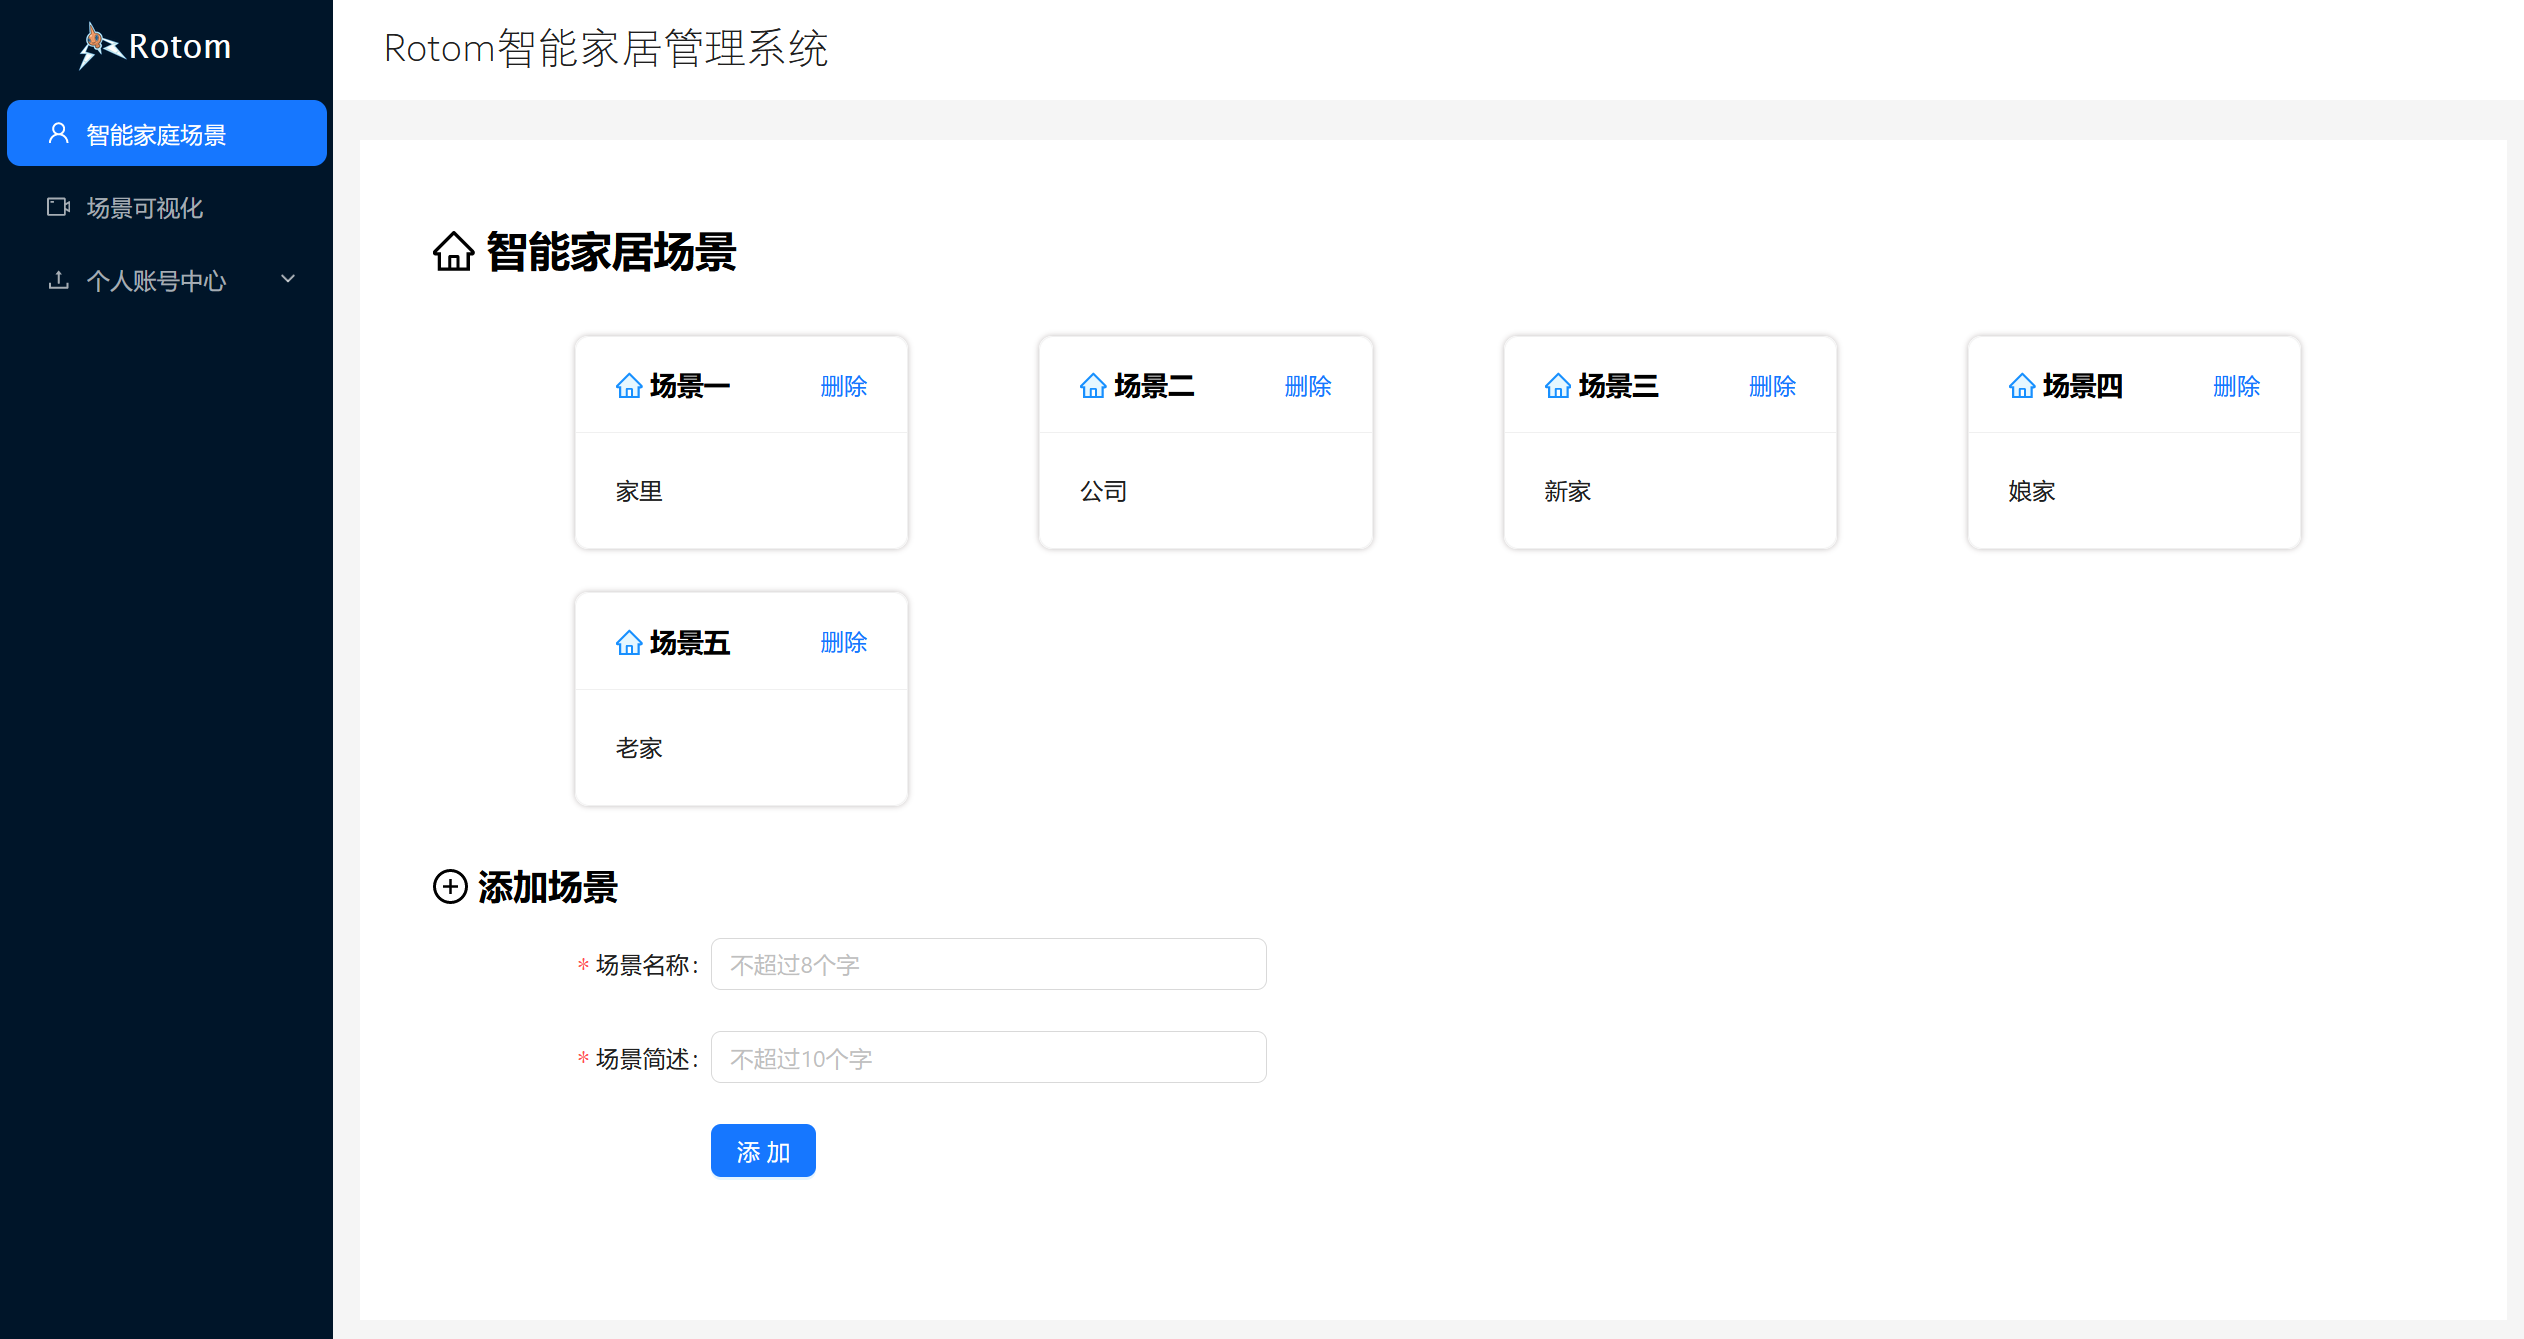 Rotom
Rotom智能家居管理系统
智能家庭场景
场景可视化
个人账号中心
智能家居场景
场景一 删除
家里
场景二 删除
公司
场景三 删除
新家
场景四 删除
娘家
场景五 删除
老家
添加场景
* 场景名称: 不超过8个字
* 场景简述: 不超过10个字
添 加